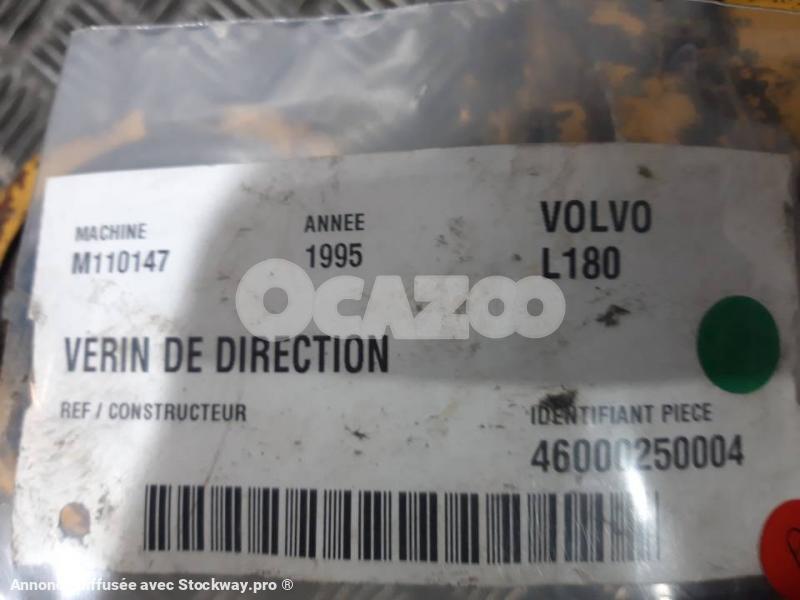 MACHINE ANNEE VOLVO
M110147 1995 L180
OCAZOO
VERIN DE DIRECTION
REF / CONSTRUCTEUR IDENTIFIANT PIECE
46000250004
Annonce diffusée avec Stockway.pro ®